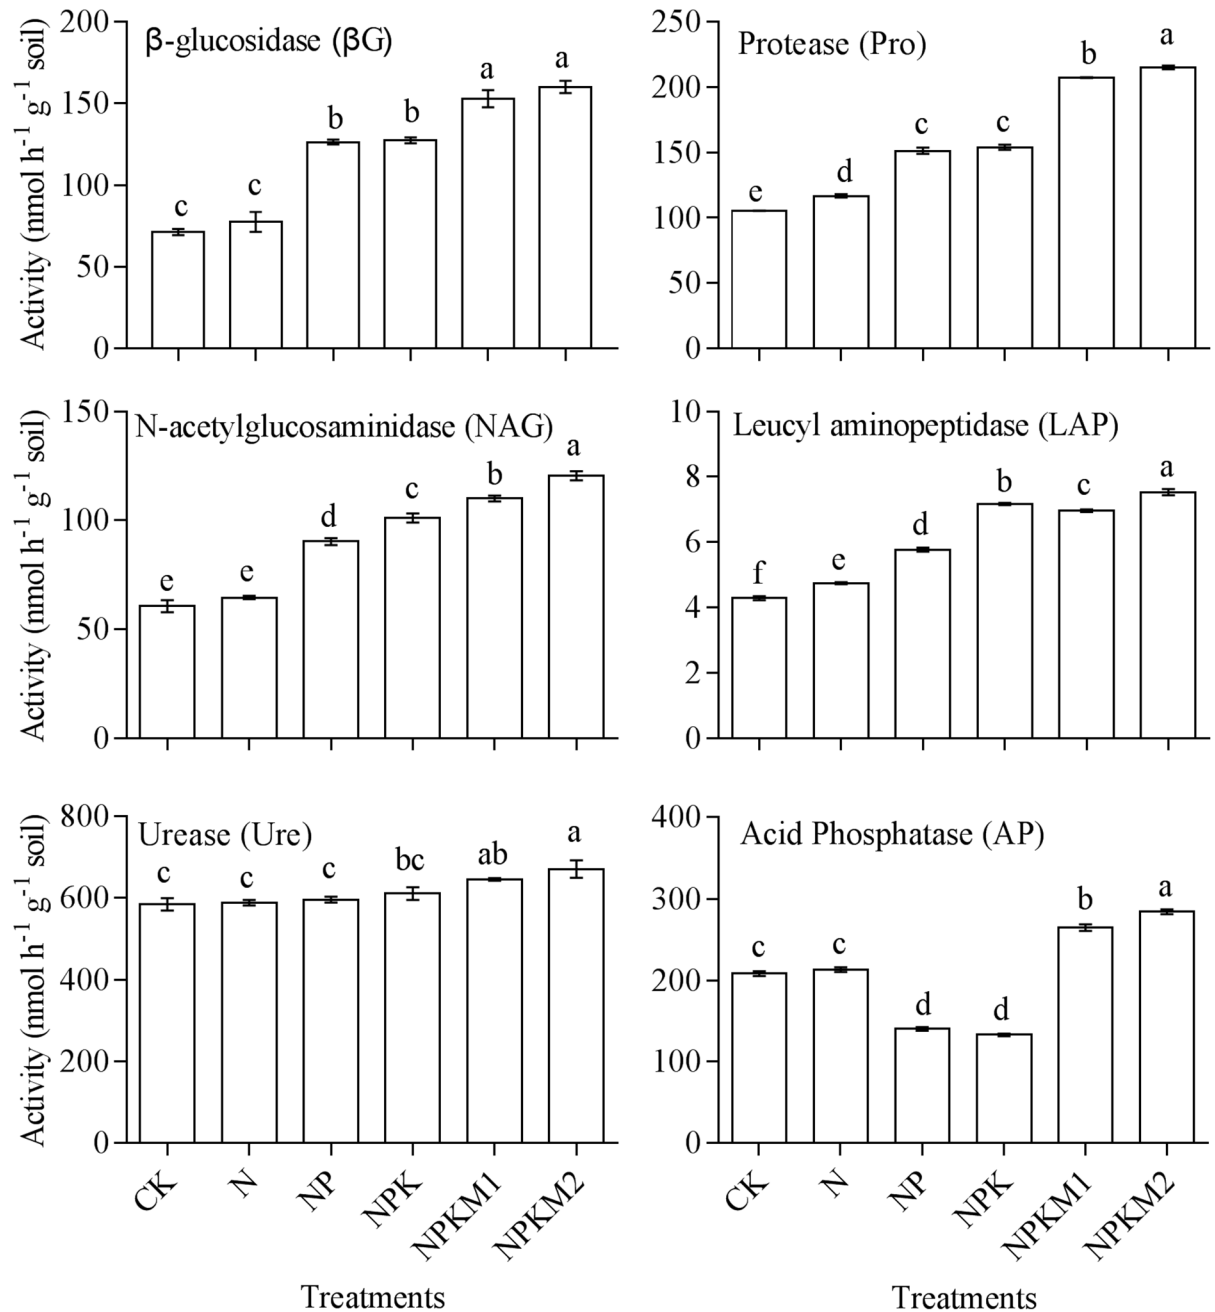 β-glucosidase (βG)
Activity (nmol h⁻¹ g⁻¹ soil)
200
150
100
50
0
c
c
b
b
a
a
Protease (Pro)
250
200
150
100
50
0
e
d
c
c
b
a
N-acetylglucosaminidase (NAG)
Activity (nmol h⁻¹ g⁻¹ soil)
150
100
50
0
e
e
d
c
b
a
Leucyl aminopeptidase (LAP)
10
8
6
4
2
0
f
e
d
b
c
a
Urease (Ure)
Activity (nmol h⁻¹ g⁻¹ soil)
800
600
400
200
0
c
c
c
bc
ab
a
CK
N
NP
NPK
NPKM1
NPKM2
Treatments
Acid Phosphatase (AP)
400
300
200
100
0
c
c
d
d
b
a
CK
N
NP
NPK
NPKM1
NPKM2
Treatments